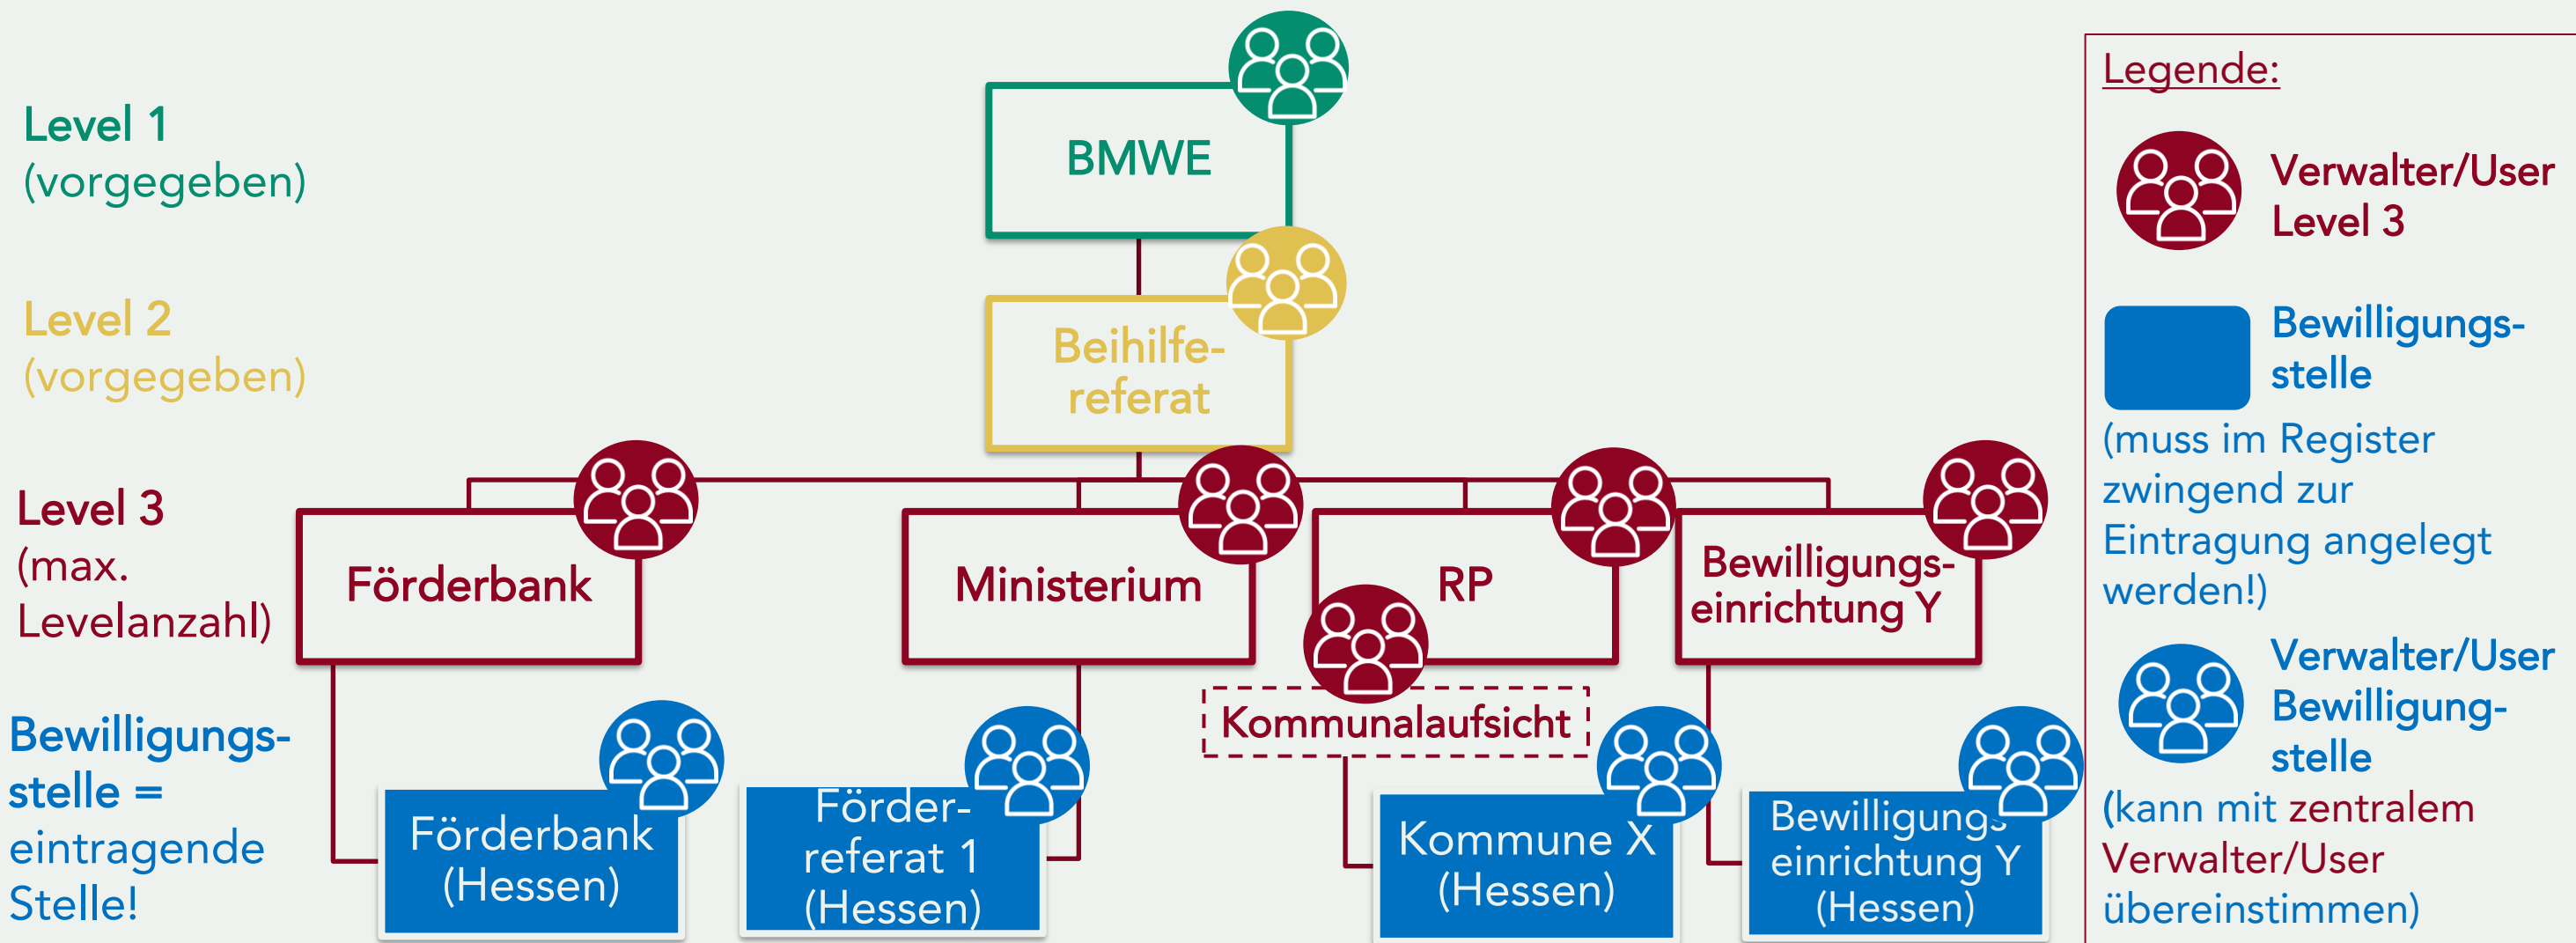 Level 1
(vorgegeben)
Level 2
(vorgegeben)
Level 3
(max.
Levelanzahl)
Bewilligungs-
stelle =
eintragende
Stelle!
BMWE
Beihilfe-
referat
Förderbank
Ministerium
RP
Bewilligungs-
einrichtung Y
Kommunalaufsicht
Förderbank
(Hessen)
Förder-
referat 1
(Hessen)
Kommune X
(Hessen)
Bewilligungs
einrichtung Y
(Hessen)
Legende:
Verwalter/User
Level 3
Bewilligungs-
stelle
(muss im Register
zwingend zur
Eintragung angelegt
werden!)
Verwalter/User
Bewilligung-
stelle
(kann mit zentralem
Verwalter/User
übereinstimmen)